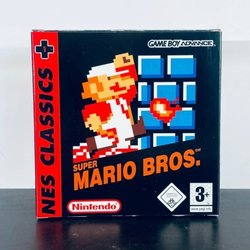 NES CLASSICS
GAME BOY ADVANCE
SUPER
MARIO BROS.
Nintendo
3+